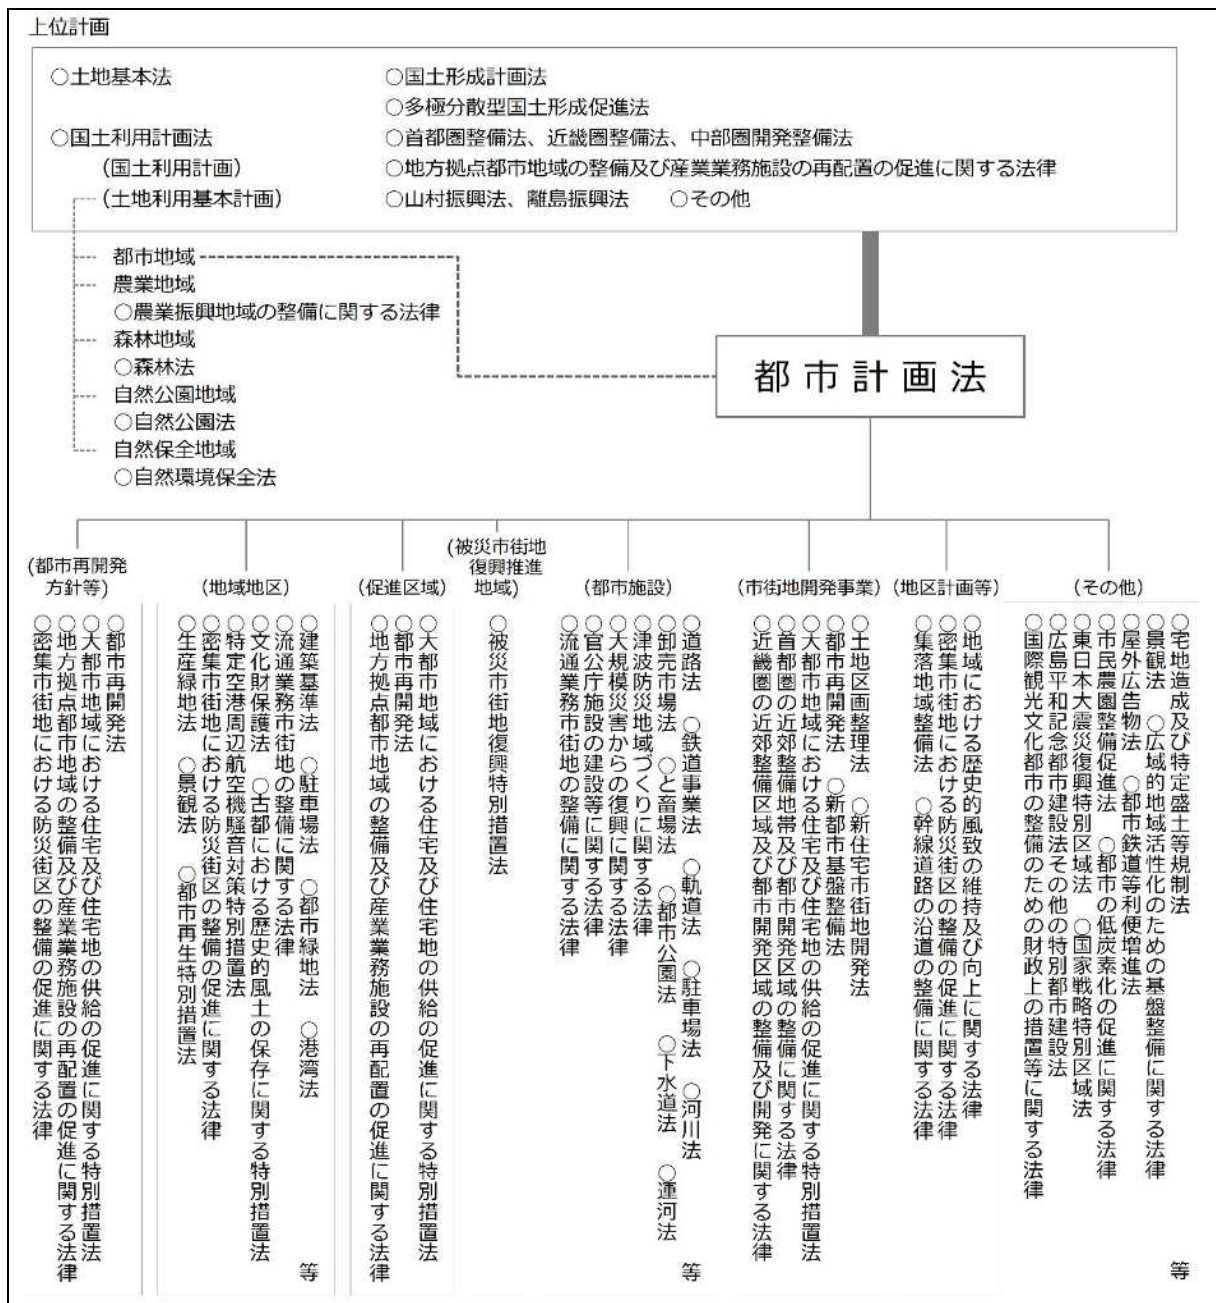 上位計画
○土地基本法
○国土形成計画法
○多極分散型国土形成促進法
○国土利用計画法
○首都圏整備法、近畿圏整備法、中部圏開発整備法
(国土利用計画)
○地方拠点都市地域の整備及び産業業務施設の再配置の促進に関する法律
(土地利用基本計画)
○山村振興法、離島振興法 ○その他
都市地域
農業地域
○農業振興地域の整備に関する法律
森林地域
○森林法
自然公園地域
○自然公園法
自然保全地域
○自然環境保全法
都市計画法
(都市再開発
方針等)
○都市再開発法
○大都市地域における住宅及び住宅地の供給の促進に関する特別措置法
○地方拠点都市地域の整備及び産業業務施設の再配置の促進に関する法律
○密集市街地における防災街区の整備の促進に関する法律
(地域地区)
○建築基準法 ○駐車場法 ○都市緑地法 ○港湾法 等
○流通業務市街地の整備に関する法律
○文化財保護法 ○古都における歴史的風土の保存に関する特別措置法
○特定空港周辺航空機騒音対策特別措置法
○密集市街地における防災街区の整備の促進に関する法律
○生産緑地法 ○景観法 ○都市再生特別措置法
(促進区域)
○大都市地域における住宅及び住宅地の供給の促進に関する特別措置法
○都市再開発法
○地方拠点都市地域の整備及び産業業務施設の再配置の促進に関する法律
(被災市街地
復興推進
地域)
○被災市街地復興特別措置法
(都市施設)
○道路法 ○鉄道事業法 ○軌道法 ○駐車場法 ○河川法 等
○卸売市場法 ○と畜場法 ○都市公園法 ○下水道法 ○運河法
○津波防災地域づくりに関する法律
○大規模災害からの復興に関する法律
○官公庁施設の建設等に関する法律
○流通業務市街地の整備に関する法律
(市街地開発事業)
○土地区画整理法 ○新住宅市街地開発法
○都市再開発法 ○新都市基盤整備法
○大都市地域における住宅及び住宅地の供給の促進に関する特別措置法
○首都圏の近郊整備地帯及び都市開発区域の整備に関する法律
○近畿圏の近郊整備区域及び都市開発区域の整備及び開発に関する法律
(地区計画等)
○地域における歴史的風致の維持及び向上に関する法律
○密集市街地における防災街区の整備の促進に関する法律
○集落地域整備法 ○幹線道路の沿道の整備に関する法律
(その他)
○宅地造成及び特定盛土等規制法 等
○景観法 ○広域的地域活性化のための基盤整備に関する法律
○屋外広告物法 ○都市鉄道等利便増進法
○市民農園整備促進法 ○都市の低炭素化の促進に関する法律
○東日本大震災復興特別区域法 ○国家戦略特別区域法
○広島平和記念都市建設法その他の特別都市建設法
○国際観光文化都市の整備のための財政上の措置等に関する法律